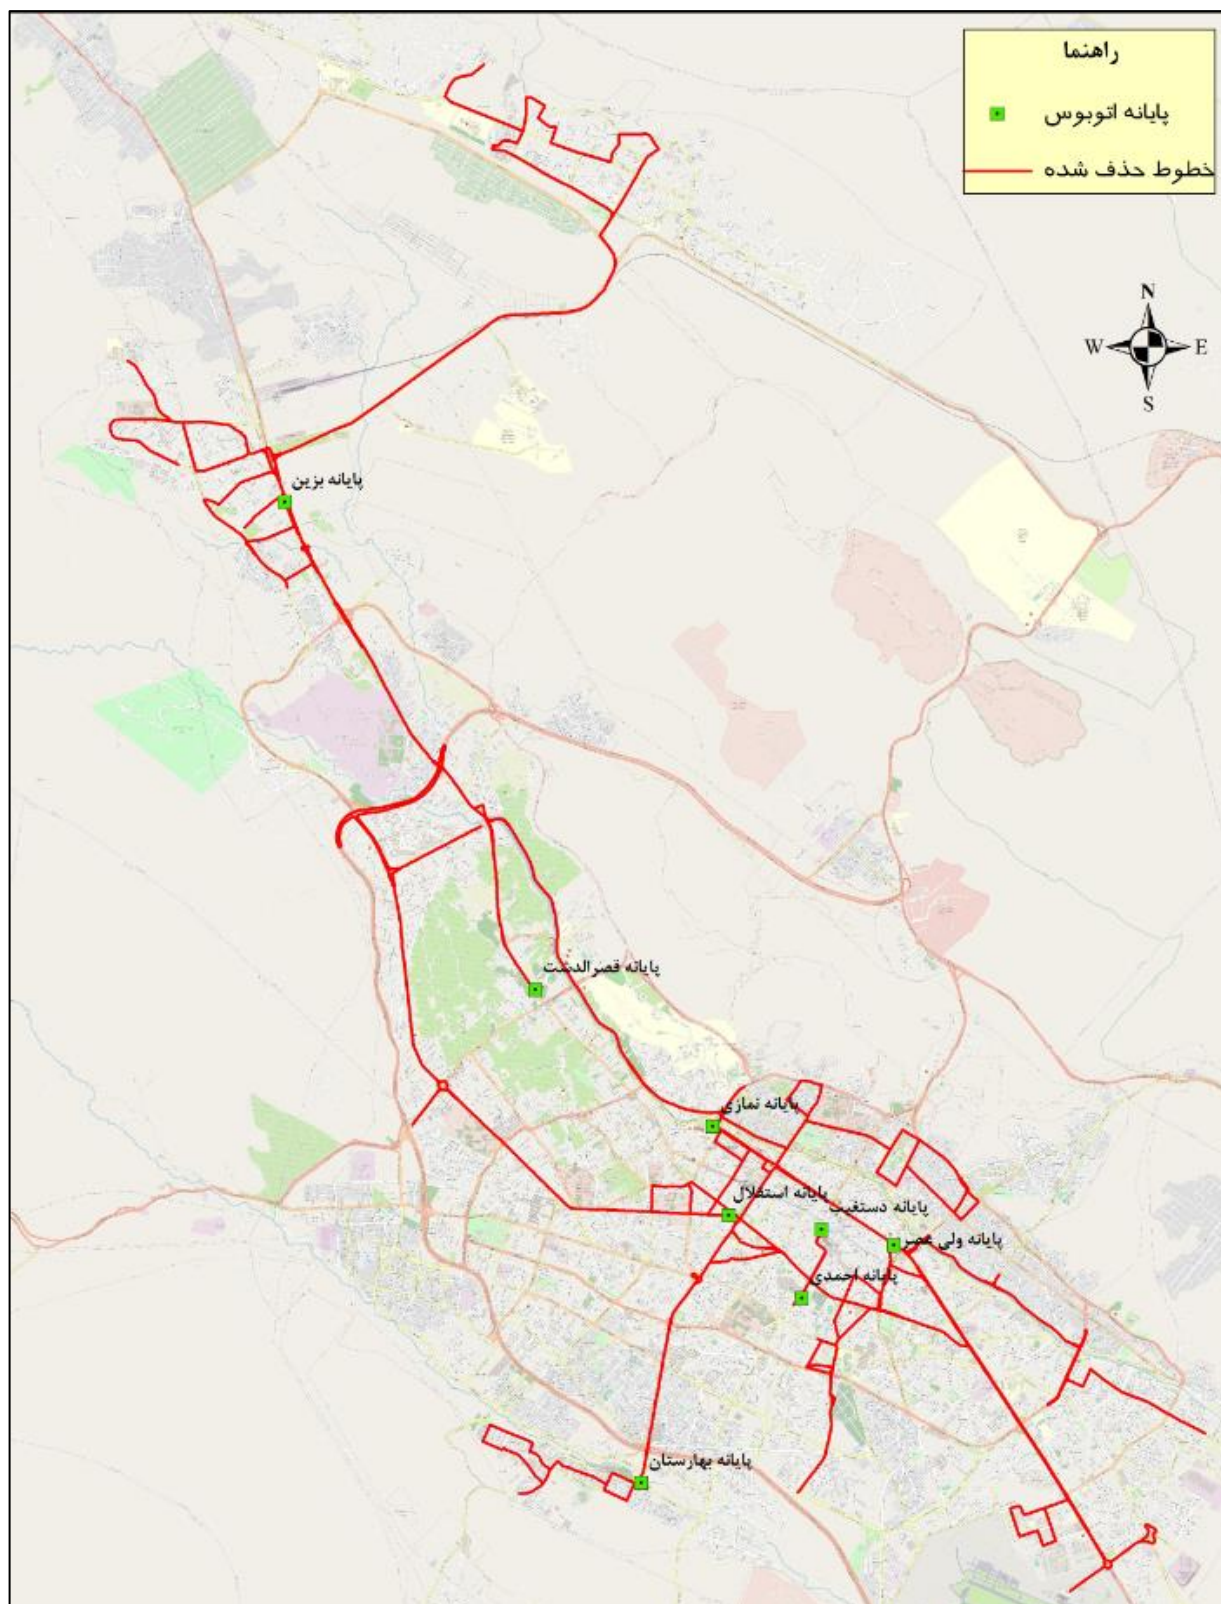 راهنما
پایانه اتوبوس
خطوط حذف شده
N
W E
S
پایانه بزین
پایانه قصرالدشت
پایانه نمازی
پایانه استقلال
پایانه دستغیب
پایانه ولی عصر
پایانه احمدی
پایانه بهارستان